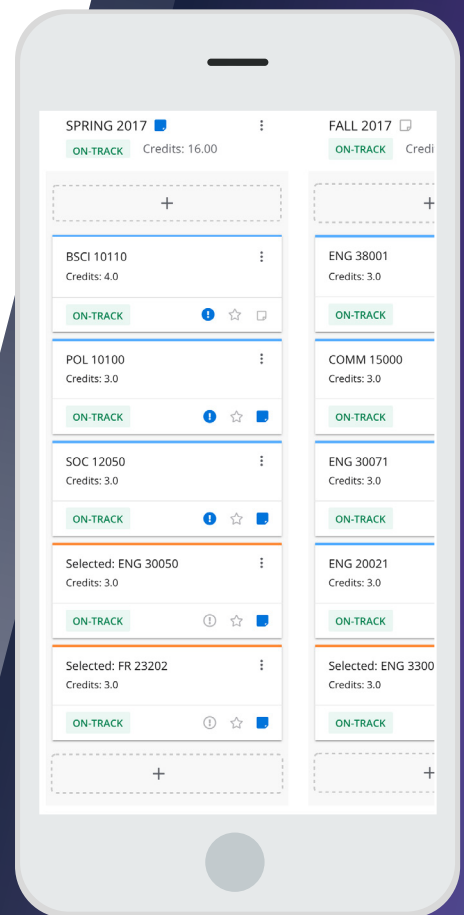 SPRING 2017
ON-TRACK Credits: 16.00
+
BSCI 10110
Credits: 4.0
ON-TRACK
POL 10100
Credits: 3.0
ON-TRACK
SOC 12050
Credits: 3.0
ON-TRACK
Selected: ENG 30050
Credits: 3.0
ON-TRACK
Selected: FR 23202
Credits: 3.0
ON-TRACK
+
FALL 2017
ON-TRACK Credi
+
ENG 38001
Credits: 3.0
ON-TRACK
COMM 15000
Credits: 3.0
ON-TRACK
ENG 30071
Credits: 3.0
ON-TRACK
ENG 20021
Credits: 3.0
ON-TRACK
Selected: ENG 3300
Credits: 3.0
ON-TRACK
+